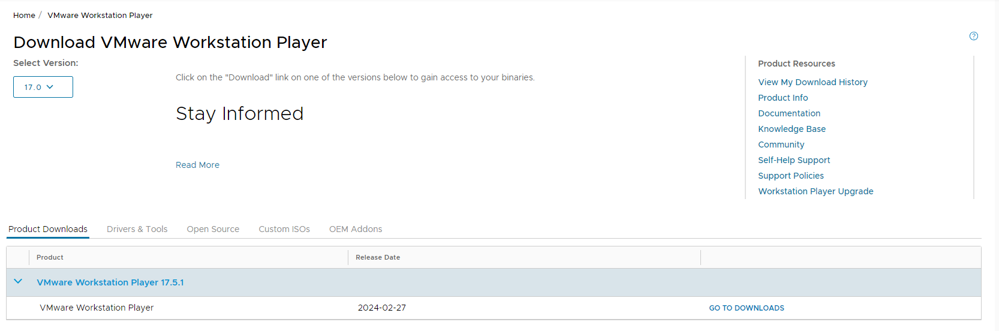 Home / VMware Workstation Player
Download VMware Workstation Player
?
Select Version:
17.0
Click on the "Download" link on one of the versions below to gain access to your binaries.
Stay Informed
Read More
Product Resources
View My Download History
Product Info
Documentation
Knowledge Base
Community
Self-Help Support
Support Policies
Workstation Player Upgrade
Product Downloads Drivers & Tools Open Source Custom ISOs OEM Addons
Product Release Date
VMware Workstation Player 17.5.1
VMware Workstation Player 2024-02-27 GO TO DOWNLOADS